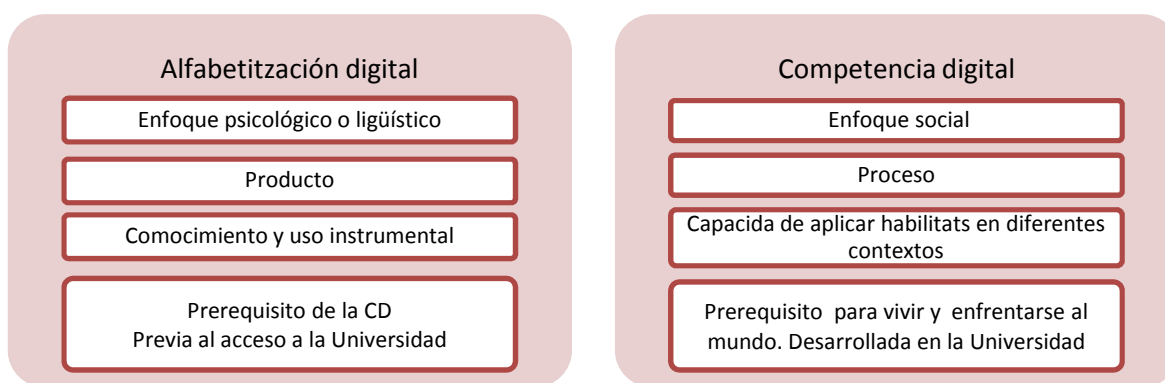 Alfabetitzación digital
Enfoque psicológico o ligüístico
Producto
Comocimiento y uso instrumental
Prerequisito de la CD
Previa al acceso a la Universidad
Competencia digital
Enfoque social
Proceso
Capacida de aplicar habilitats en diferentes
contextos
Prerequisito para vivir y enfrentarse al
mundo. Desarrollada en la Universidad